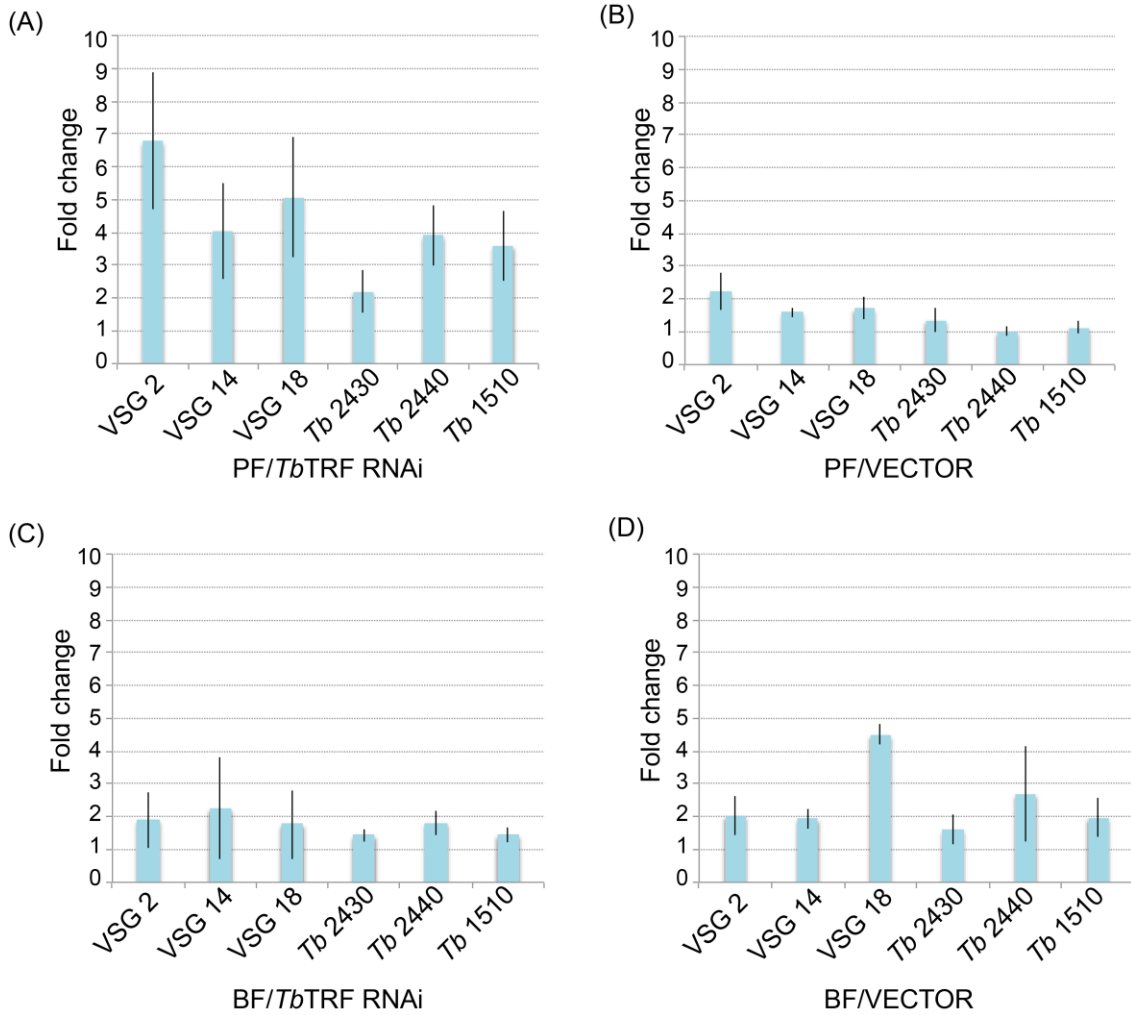 (A)
10
9
8
7
6
5
4
3
2
1
0
Fold change
VSG 2
VSG 14
VSG 18
Tb 2430
Tb 2440
Tb 1510
PF/TbTRF RNAi
(B)
10
9
8
7
6
5
4
3
2
1
0
Fold change
VSG 2
VSG 14
VSG 18
Tb 2430
Tb 2440
Tb 1510
PF/VECTOR
(C)
10
9
8
7
6
5
4
3
2
1
0
Fold change
VSG 2
VSG 14
VSG 18
Tb 2430
Tb 2440
Tb 1510
BF/TbTRF RNAi
(D)
10
9
8
7
6
5
4
3
2
1
0
Fold change
VSG 2
VSG 14
VSG 18
Tb 2430
Tb 2440
Tb 1510
BF/VECTOR